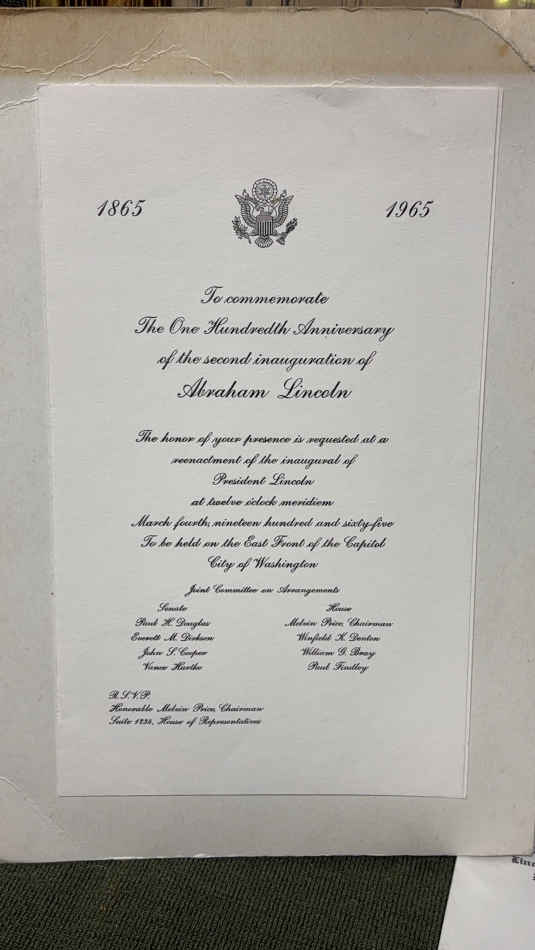 1865 1965
To commemorate
The One Hundredth Anniversary
of the second inauguration of
Abraham Lincoln
The honor of your presence is requested at a
reenactment of the inaugural of
President Lincoln
at twelve o'clock meridiem
March fourth, nineteen hundred and sixty-five
To be held on the East Front of the Capitol
City of Washington
Joint Committee on Arrangements
Senate House
Paul H. Douglas Melvin Price, Chairman
Everett M. Dirksen Winfield K. Denton
John S. Cooper William G. Bray
Vance Hartke Paul Findley
R.S.V.P.
Honorable Melvin Price, Chairman
Suite 1236, House of Representatives